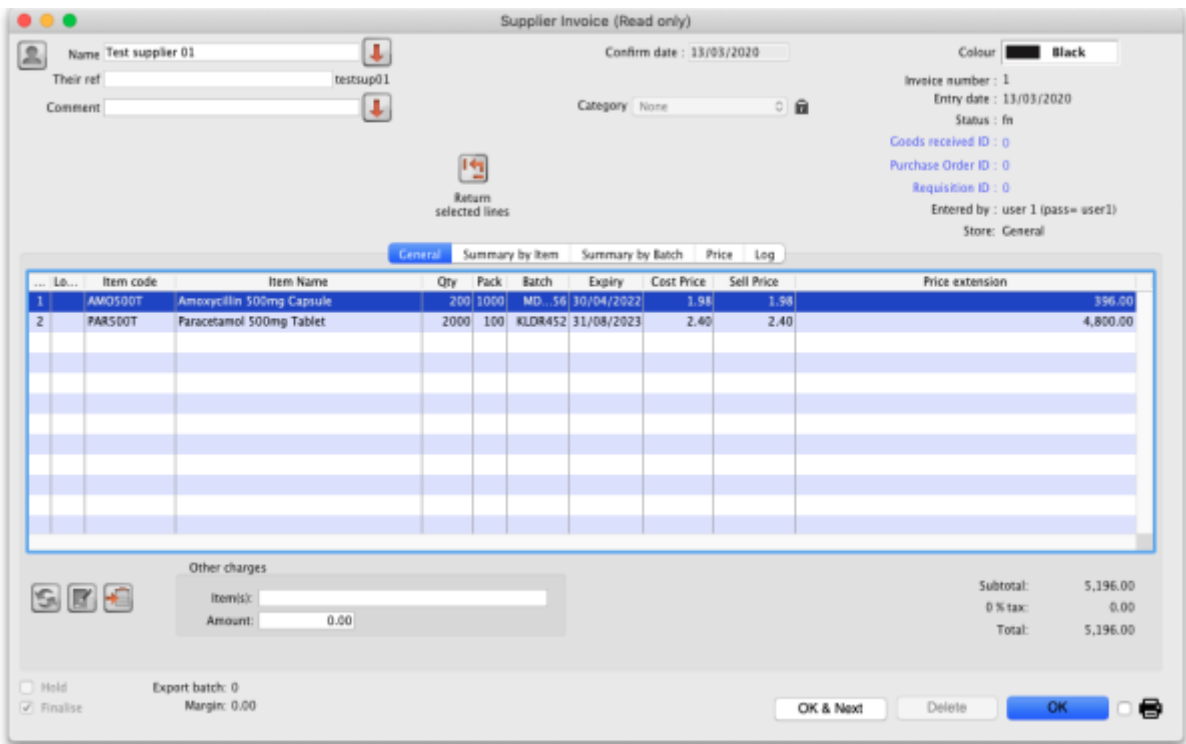 Supplier Invoice (Read only)
Name Test supplier 01 Confirm date : 13/03/2020 Colour Black
Their ref testsup01 Invoice number : 1
Comment Category None Entry date : 13/03/2020
Status : fn
Goods received ID : 0
Purchase Order ID : 0
Return selected lines Requisition ID : 0
Entered by : user 1 (pass= user1)
Store: General
General Summary by Item Summary by Batch Price Log
... Lo... Item code Item Name Qty Pack Batch Expiry Cost Price Sell Price Price extension
1 AMO500T Amoxycillin 500mg Capsule 200 1000 MD...56 30/04/2022 1.98 1.98 396.00
2 PAR500T Paracetamol 500mg Tablet 2000 100 KLDR452 31/08/2023 2.40 2.40 4,800.00
Other charges
Item(s): Subtotal: 5,196.00
Amount: 0.00 0 % tax: 0.00
Total: 5,196.00
Hold Export batch: 0
Finalise Margin: 0.00 OK & Next Delete OK